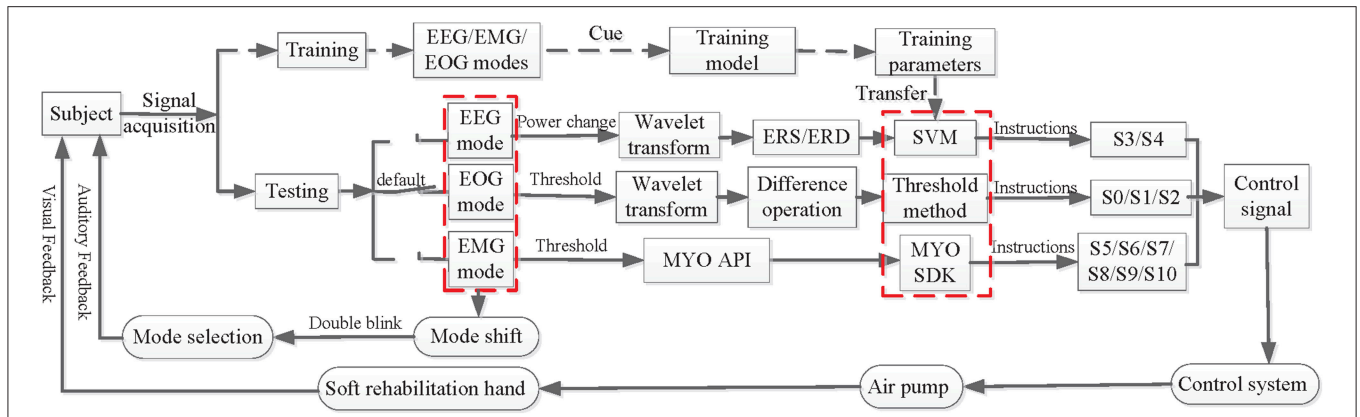 Training
EEG/EMG/
EOG modes
Cue
Training
model
Training
parameters
Subject
Signal
acquisition
Transfer
EEG
mode
Power change
Wavelet
transform
ERS/ERD
SVM
Instructions
S3/S4
Testing
default
EOG
mode
Threshold
Wavelet
transform
Difference
operation
Threshold
method
Instructions
S0/S1/S2
Control
signal
EMG
mode
Threshold
MYO API
MYO
SDK
Instructions
S5/S6/S7/
S8/S9/S10
Visual Feedback
Auditory Feedback
Mode selection
Double blink
Mode shift
Soft rehabilitation hand
Air pump
Control system